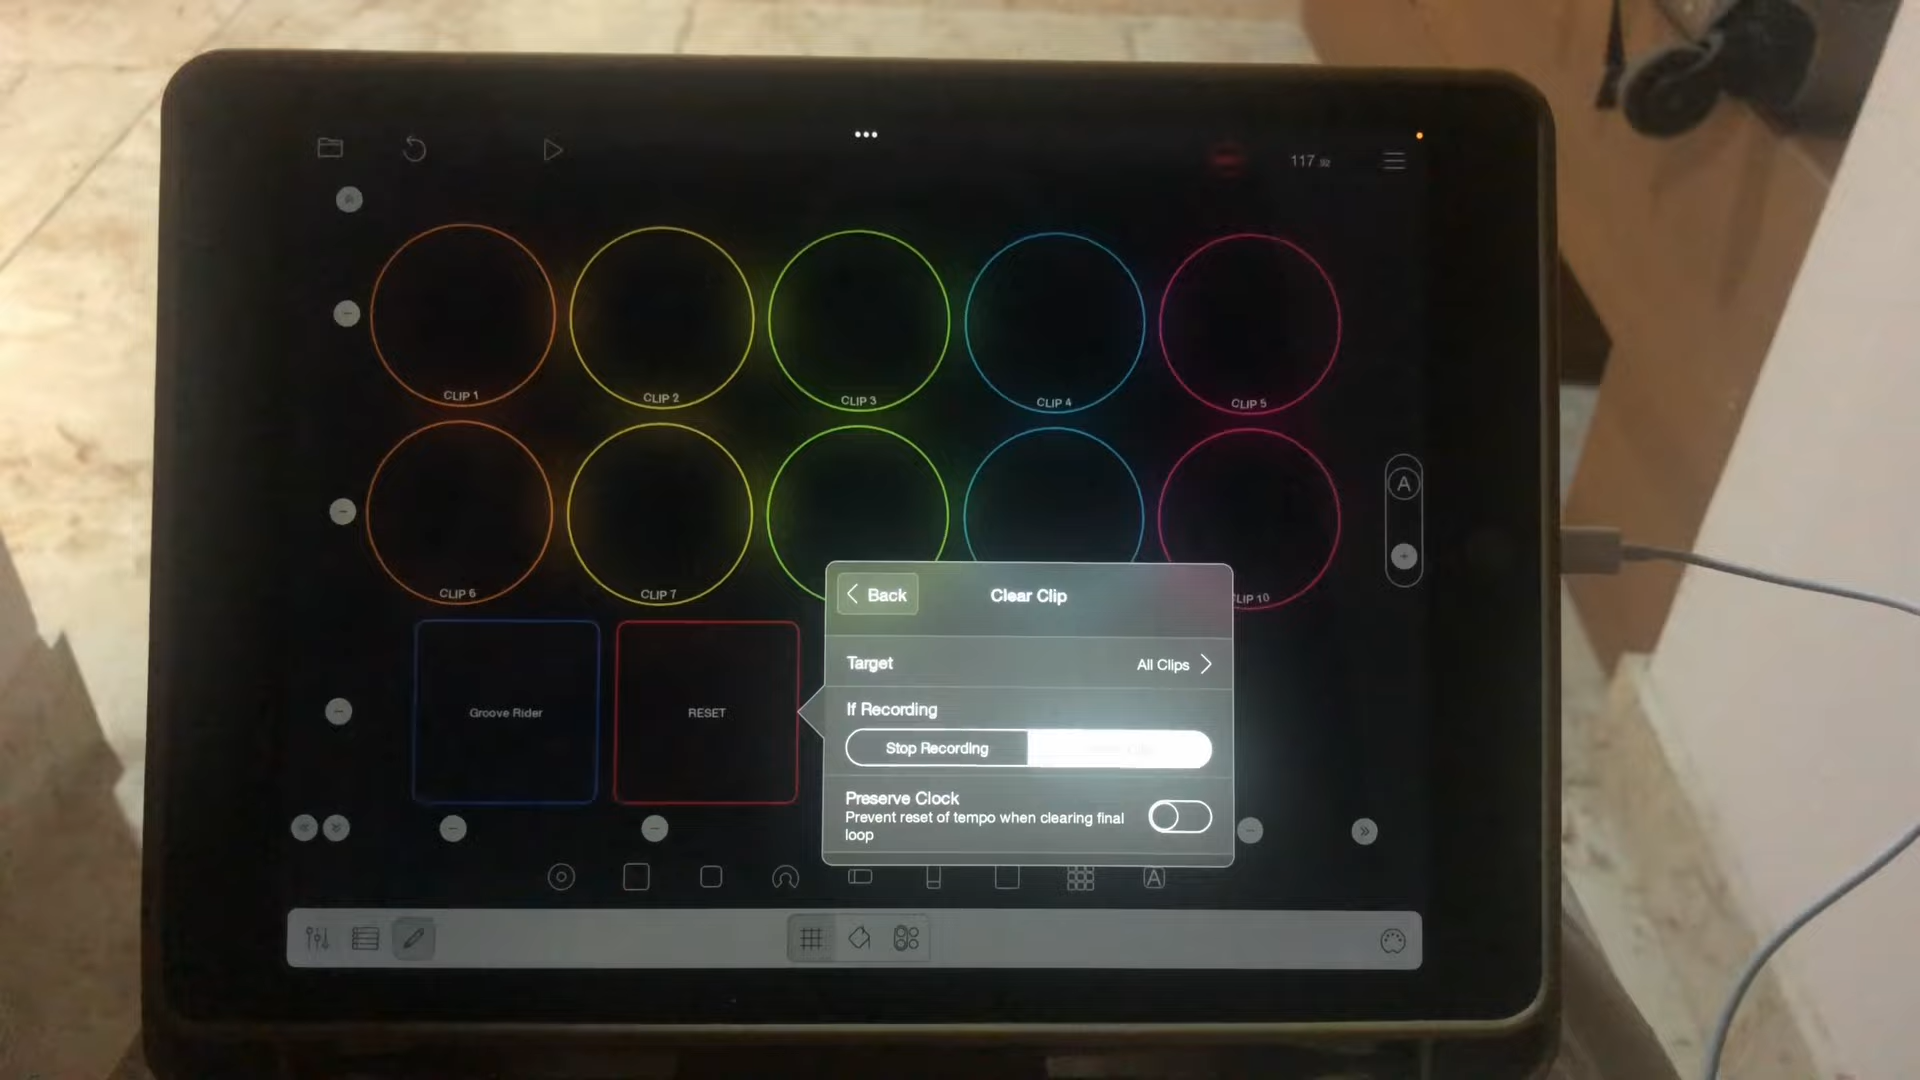 117
CLIP 1
CLIP 2
CLIP 3
CLIP 4
CLIP 5
CLIP 6
CLIP 7
CLIP 10
Groove Rider
RESET
Back
Clear Clip
Target
All Clips
If Recording
Stop Recording
Preserve Clock
Prevent reset of tempo when clearing final
loop
A
A